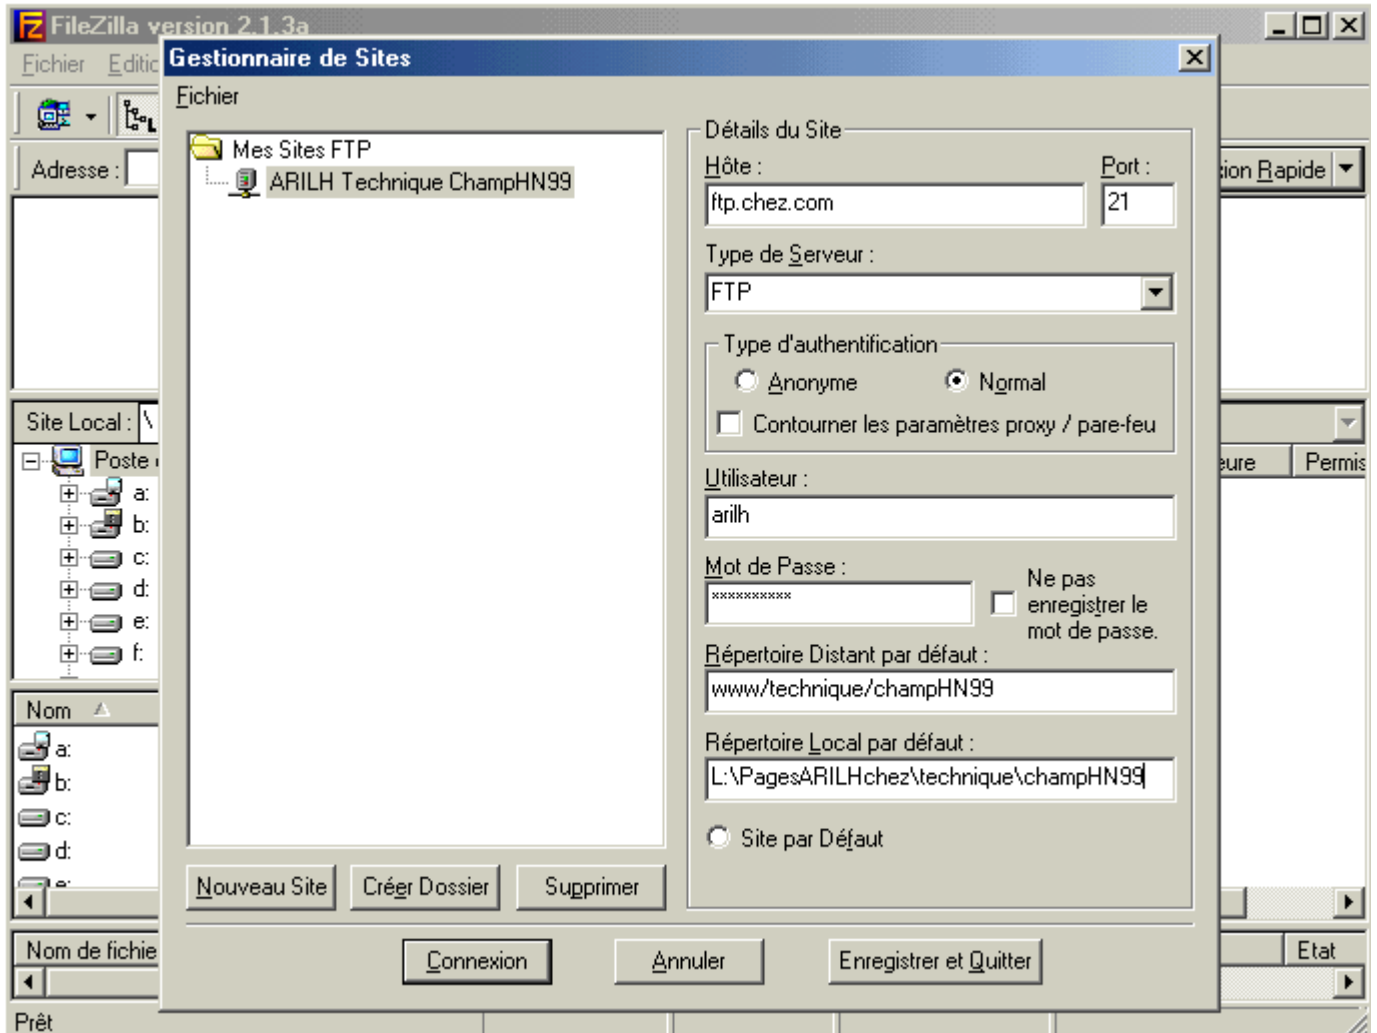 FileZilla version 2.1.3a
Fichier
Gestionnaire de Sites
Fichier
Adresse :
Rapide
Mes Sites FTP
ARILH Technique ChampHN99
Détails du Site
Hôte :
Port :
ftp.chez.com
21
Type de Serveur :
FTP
Type d'authentification
Anonyme
Normal
Contourner les paramètres proxy / pare-feu
Site Local : \
Poste
a:
b:
c:
d:
e:
f:
Utilisateur :
arilh
Mot de Passe :
**********
Ne pas
enregistrer le
mot de passe.
Répertoire Distant par défaut :
www/technique/champHN99
Répertoire Local par défaut :
L:\PagesARILHchez\technique\champHN99
Site par Défaut
Nom
a:
b:
c:
d:
e:
Nouveau Site
Créer Dossier
Supprimer
Connexion
Annuler
Enregistrer et Quitter
Nom de fichie
Etat
Prêt